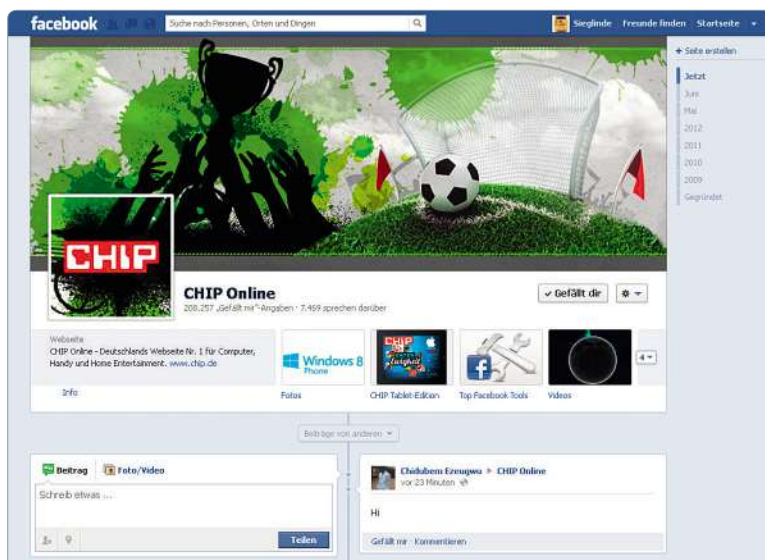 facebook
Suche nach Personen, Orten und Dingen
Sieglinde Freunde finden Startseite
+ Seite erstellen
Jetzt
Juni
Mai
2012
2011
2010
2009
Gegründet
CHIP
CHIP Online
208.257 „Gefällt mir“-Angaben · 7.469 sprechen darüber
✓ Gefällt dir
Webseite
CHIP Online - Deutschlands Webseite Nr. 1 für Computer,
Handy und Home Entertainment. www.chip.de
Info
Windows 8
Phone
CHIP
4
Fotos
CHIP Tablet-Edition
Top Facebook Tools
Videos
Beiträge von anderen
Beitrag
Foto/Video
Schreib etwas ...
Teilen
Chidubem Ezeugwu ▸ CHIP Online
vor 23 Minuten
Hi
Gefällt mir · Kommentieren